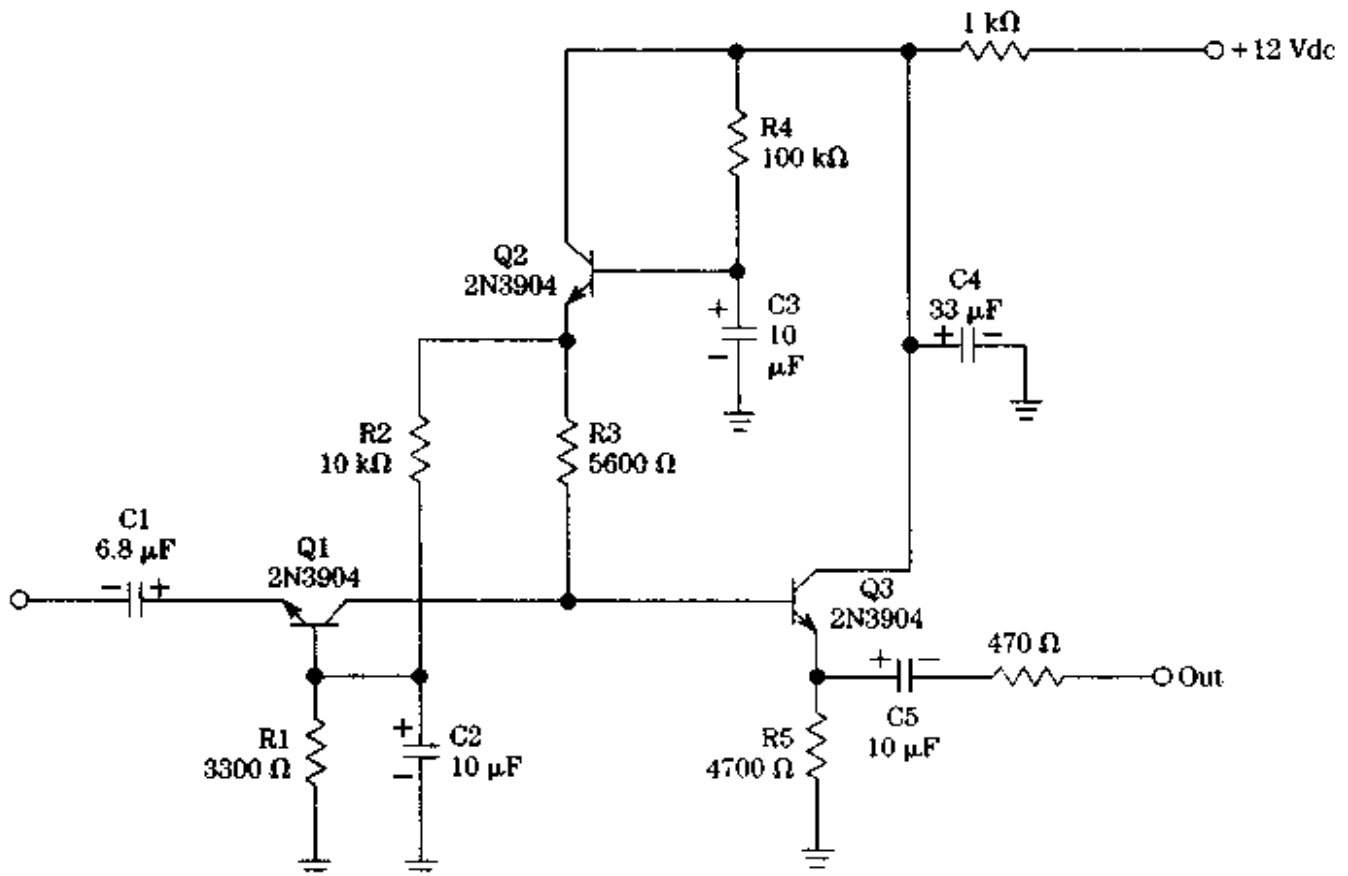 1 kΩ
+12 Vdc
R4
100 kΩ
Q2
2N3904
+
C3
10
μF
−
C4
33 μF
+ −
R2
10 kΩ
R3
5600 Ω
C1
6.8 μF
− +
Q1
2N3904
Q3
2N3904
470 Ω
+ −
Out
C5
10 μF
R1
3300 Ω
+
C2
10 μF
−
R5
4700 Ω